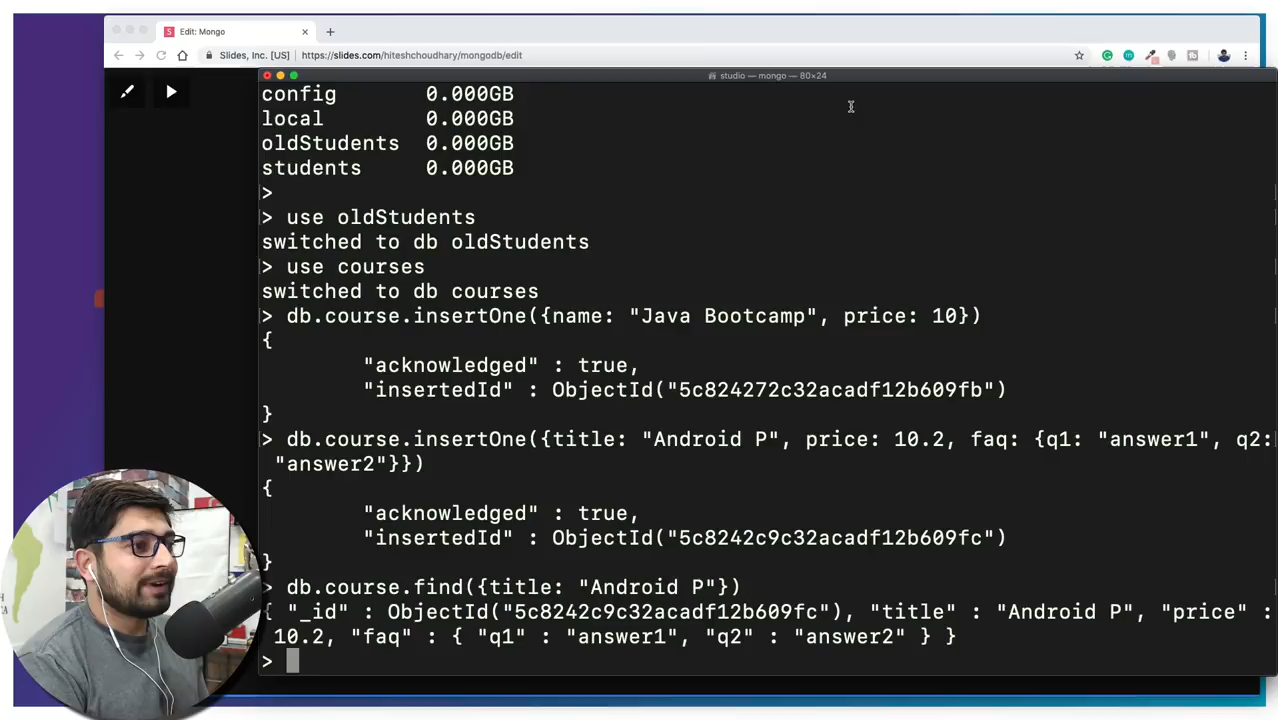 Edit: Mongo
Slides, Inc. [US] https://slides.com/hiteshchoudhary/mongodb/edit
studio — mongo — 80×24
config 0.000GB
local 0.000GB
oldStudents 0.000GB
students 0.000GB
>
> use oldStudents
switched to db oldStudents
> use courses
switched to db courses
> db.course.insertOne({name: "Java Bootcamp", price: 10})
{
"acknowledged" : true,
"insertedId" : ObjectId("5c824272c32acadf12b609fb")
}
> db.course.insertOne({title: "Android P", price: 10.2, faq: {q1: "answer1", q2:
"answer2"}})
{
"acknowledged" : true,
"insertedId" : ObjectId("5c8242c9c32acadf12b609fc")
}
> db.course.find({title: "Android P"})
{ "_id" : ObjectId("5c8242c9c32acadf12b609fc"), "title" : "Android P", "price" :
10.2, "faq" : { "q1" : "answer1", "q2" : "answer2" } }
>